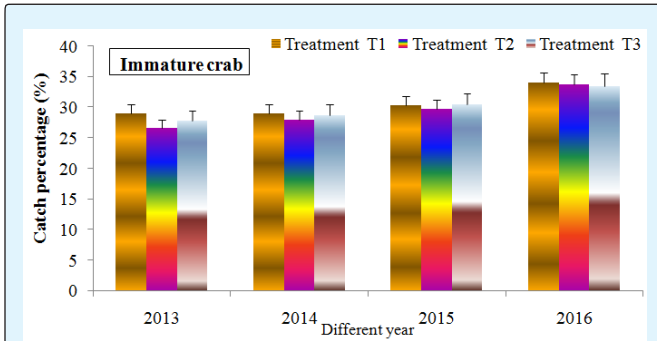 Immature crab
Treatment T1 Treatment T2 Treatment T3
Catch percentage (%)
40
35
30
25
20
15
10
5
0
2013 2014 2015 2016
Different year